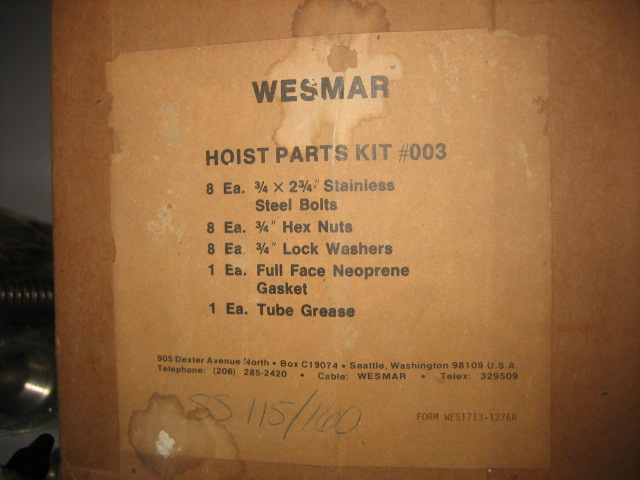 WESMAR
HOIST PARTS KIT #003
8 Ea. ¾ × 2¾" Stainless
Steel Bolts
8 Ea. ¾" Hex Nuts
8 Ea. ¾" Lock Washers
1 Ea. Full Face Neoprene
Gasket
1 Ea. Tube Grease
905 Dexter Avenue North • Box C19074 • Seattle, Washington 98109 U.S.A.
Telephone: (206) 285-2420 • Cable: WESMAR • Telex: 329509
SS 115/160
FORM WES1713-1276R